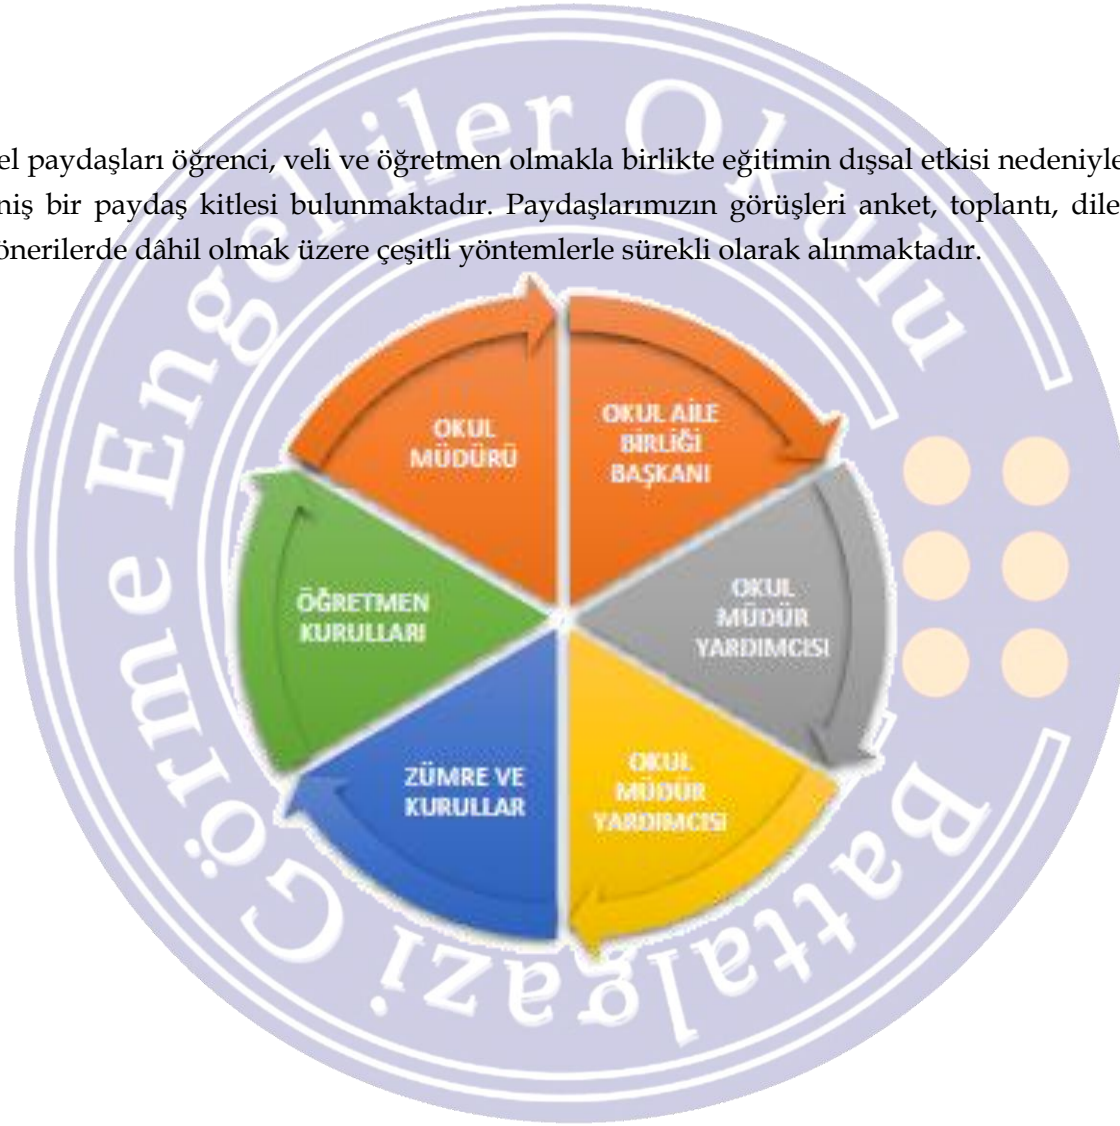 el paydaşları öğrenci, veli ve öğretmen olmakla birlikte eğitimin dışsal etkisi nedeniyle
niş bir paydaş kitlesi bulunmaktadır. Paydaşlarımızın görüşleri anket, toplantı, dile
önerilerde dâhil olmak üzere çeşitli yöntemlerle sürekli olarak alınmaktadır.
OKUL
MÜDÜRÜ
OKUL AİLE
BİRLİĞİ
BAŞKANI
OKUL
MÜDÜR
YARDIMCISI
OKUL
MÜDÜR
YARDIMCISI
ZÜMRE VE
KURULLAR
ÖĞRETMEN
KURULLARI
Battalgazi Görme Engelliler Okulu